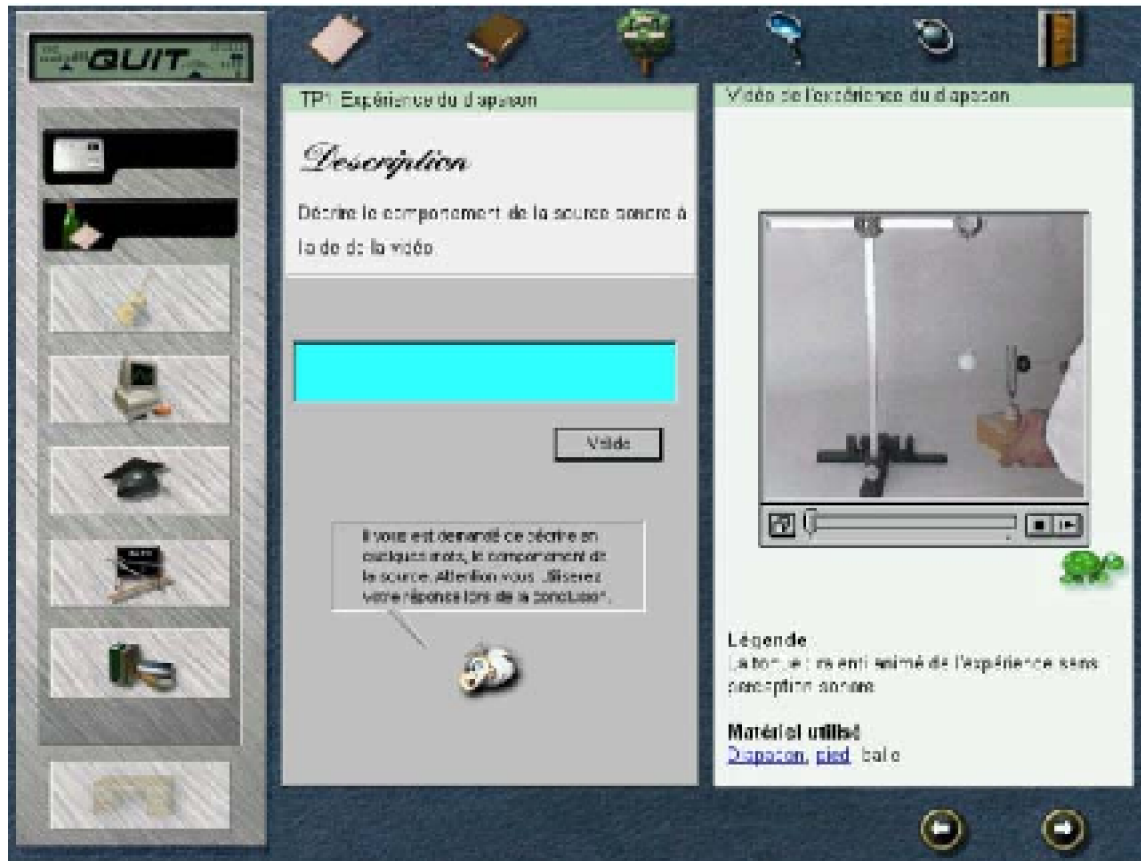 QUIT
TP1 Expérience du diapason
Vidéo de l'expérience du diapason
Description
Décrire le comportement de la source sonore à
l'aide de la vidéo.
Valide
Il vous est demandé de décrire en
quelques mots, le comportement de
la source. Attention, vous utiliserez
votre réponse lors de la conclusion.
Légende
La tortue : ralenti animé de l'expérience sans
perception sonore
Matériel utilisé
Diapason, pied, balle